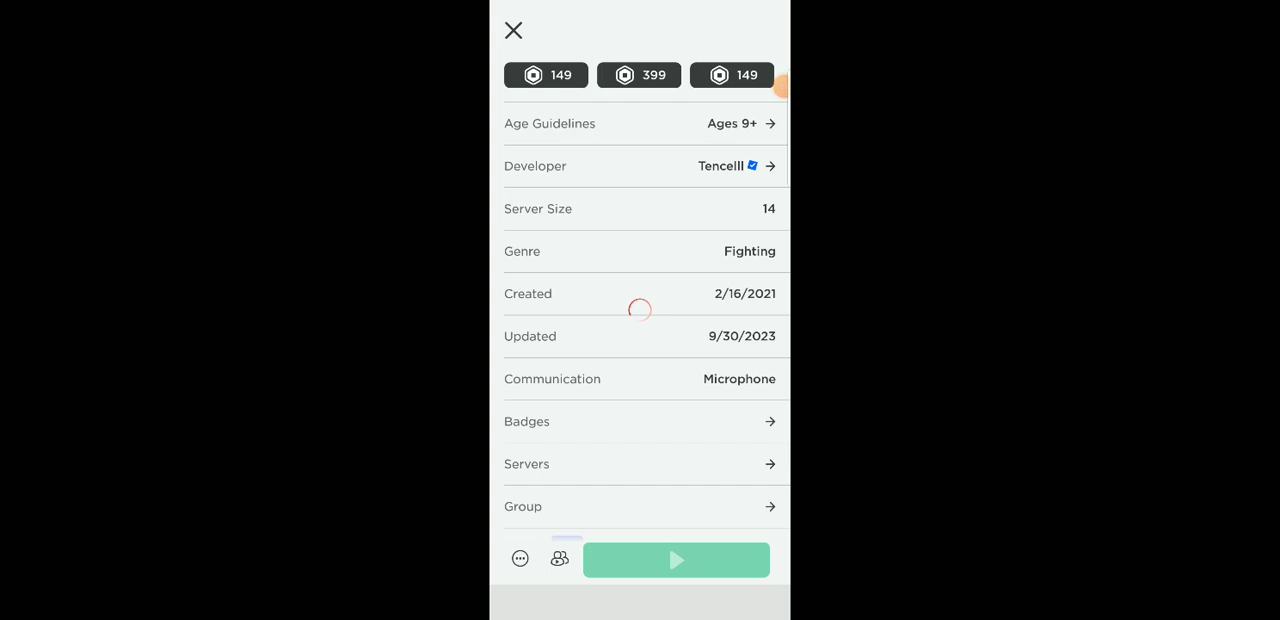 149 399 149
Age Guidelines Ages 9+
Developer Tencelll
Server Size 14
Genre Fighting
Created 2/16/2021
Updated 9/30/2023
Communication Microphone
Badges
Servers
Group